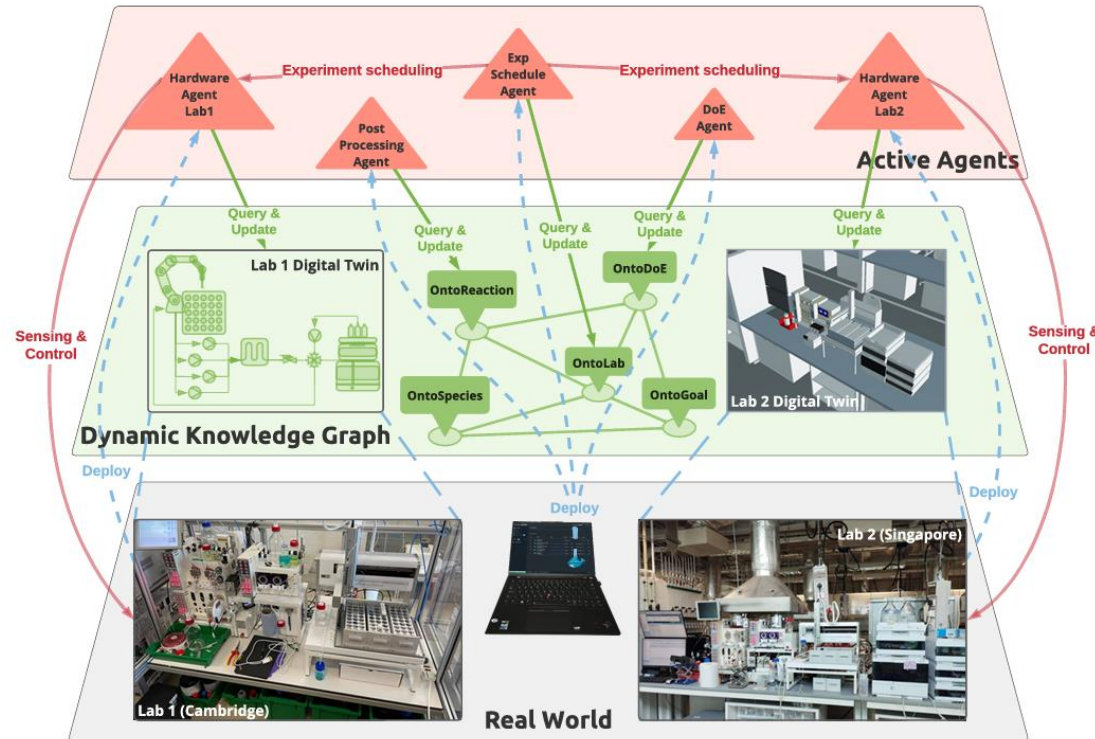 Exp
Schedule
Agent
Experiment scheduling
Experiment scheduling
Hardware
Agent
Lab1
Hardware
Agent
Lab2
Post
Processing
Agent
DoE
Agent
Active Agents
Query &
Update
Query &
Update
Query &
Update
Query &
Update
Query &
Update
Lab 1 Digital Twin
OntoReaction
OntoDoE
OntoLab
OntoSpecies
OntoGoal
Lab 2 Digital Twin
Sensing &
Control
Sensing &
Control
Dynamic Knowledge Graph
Deploy
Deploy
Deploy
Lab 1 (Cambridge)
Lab 2 (Singapore)
Real World